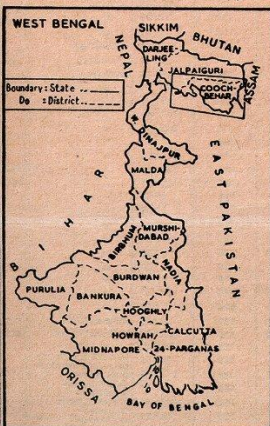 WEST BENGAL
SIKKIM
NEPAL
BHUTAN
DARJEE-
LING
JALPAIGURI
ASSAM
COOCH-
BEHAR
Boundary: State
Do : District
W. DINAJPUR
MALDA
EAST PAKISTAN
BIHAR
MURSHI-
DABAD
BIRBHUM
NADIA
BURDWAN
PURULIA
BANKURA
HOOGHLY
HOWRAH
CALCUTTA
MIDNAPORE
24-PARGANAS
ORISSA
BAY OF BENGAL